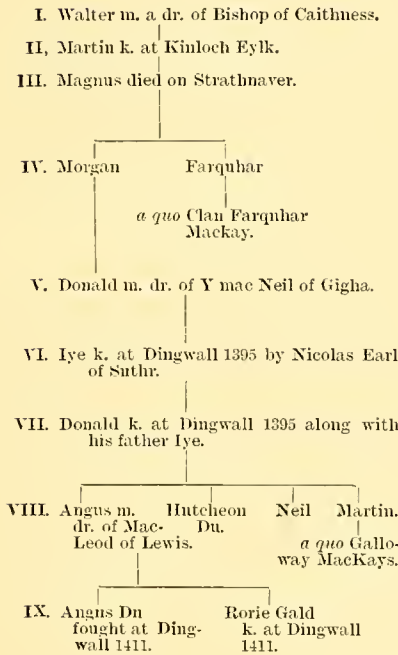 I. Walter m. a dr. of Bishop of Caithness.
II, Martin k. at Kinloch Eylk.
III. Magnus died on Strathnaver.
IV. Morgan Farquhar
a quo Clan Farquhar
Mackay.
V. Donald m. dr. of Y mac Neil of Gigha.
VI. Iye k. at Dingwall 1395 by Nicolas Earl
of Suthr.
VII. Donald k. at Dingwall 1395 along with
his father Iye.
VIII. Angus m. Hutcheon Neil Martin.
dr. of Mac- Du. a quo Gallo-
Leod of Lewis. way MacKays.
IX. Angus Du Rorie Gald
fought at Ding- k. at Dingwall
wall 1411. 1411.